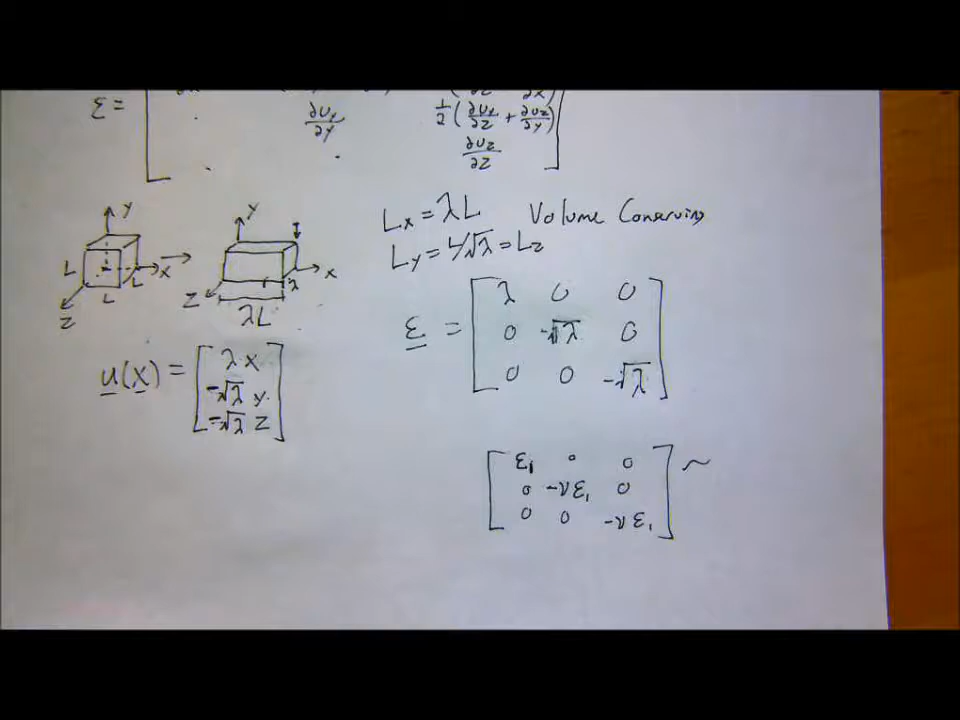 ε =
∂u_y/∂y
1/2 (∂u_y/∂z + ∂u_z/∂y)
∂u_z/∂z
Y
L
L
L
X
Z
Y
X
Z
λ
λL
L_x = λL Volume Conserving
L_y = L/√λ = L_z
ε = [ λ 0 0
0 -√λ 0
0 0 -√λ ]
u(x) = [ λ x
-√λ y
-√λ z ]
[ ε₁ 0 0
0 -νε₁ 0
0 0 -νε₁ ] ~